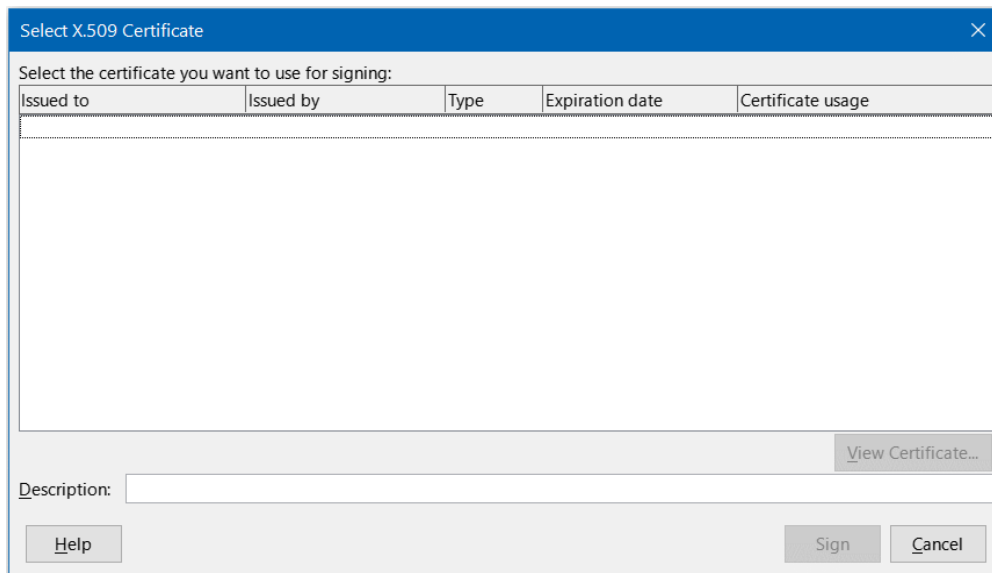 Select X.509 Certificate
Select the certificate you want to use for signing:
Issued to Issued by Type Expiration date Certificate usage
View Certificate...
Description:
Help Sign Cancel